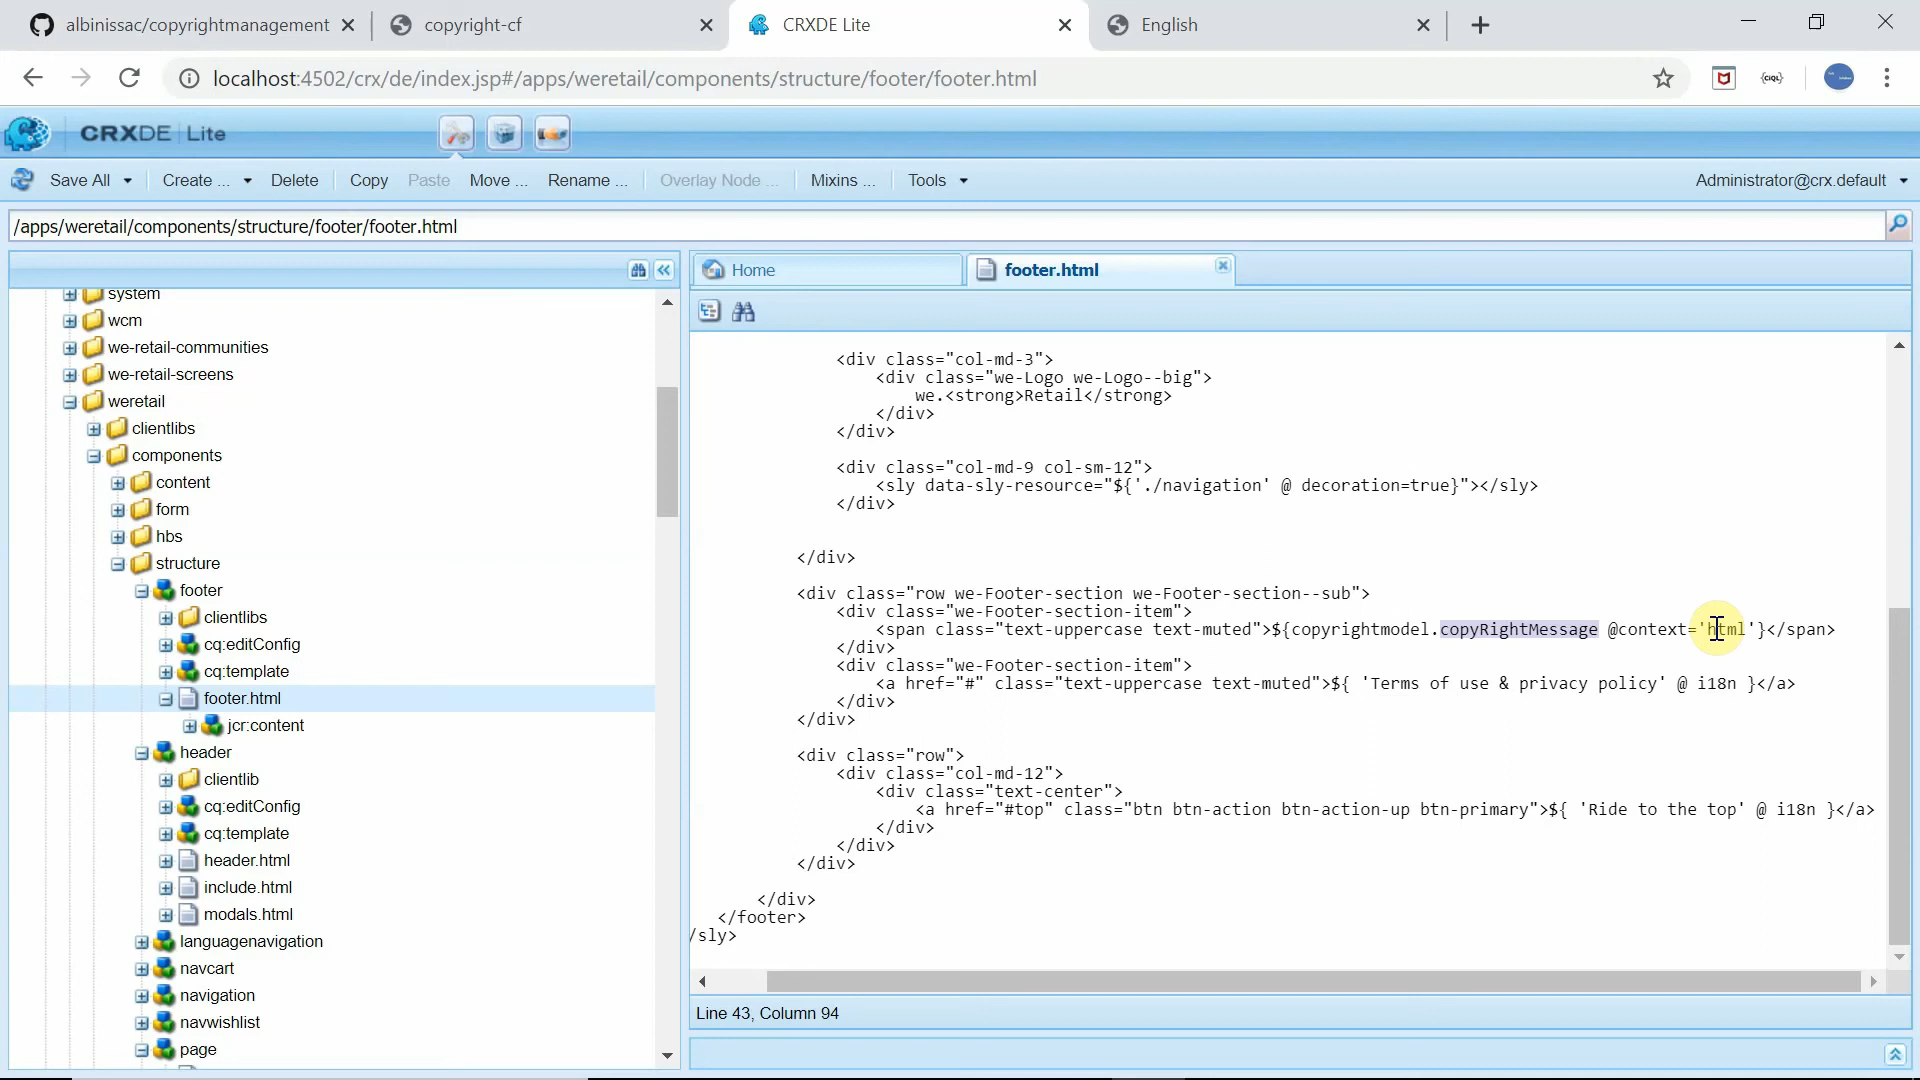 albinissac/copyrightmanagement
copyright-cf
CRXDE Lite
English
localhost:4502/crx/de/index.jsp#/apps/weretail/components/structure/footer/footer.html
{CIQL}
CRXDE Lite
Save All
Create ...
Delete
Copy
Paste
Move ...
Rename ...
Overlay Node ...
Mixins ...
Tools
Administrator@crx.default
/apps/weretail/components/structure/footer/footer.html
system
wcm
we-retail-communities
we-retail-screens
weretail
clientlibs
components
content
form
hbs
structure
footer
clientlibs
cq:editConfig
cq:template
footer.html
jcr:content
header
clientlib
cq:editConfig
cq:template
header.html
include.html
modals.html
languagenavigation
navcart
navigation
navwishlist
page
Home
footer.html
<div class="col-md-3">
<div class="we-Logo we-Logo--big">
we.<strong>Retail</strong>
</div>
</div>
<div class="col-md-9 col-sm-12">
<sly data-sly-resource="${'./navigation' @ decoration=true}"></sly>
</div>
</div>
<div class="row we-Footer-section we-Footer-section--sub">
<div class="we-Footer-section-item">
<span class="text-uppercase text-muted">${copyrightmodel.copyRightMessage @context='html'}</span>
</div>
<div class="we-Footer-section-item">
<a href="#" class="text-uppercase text-muted">${ 'Terms of use & privacy policy' @ i18n }</a>
</div>
</div>
<div class="row">
<div class="col-md-12">
<div class="text-center">
<a href="#top" class="btn btn-action btn-action-up btn-primary">${ 'Ride to the top' @ i18n }</a>
</div>
</div>
</div>
</div>
</footer>
/sly>
Line 43, Column 94